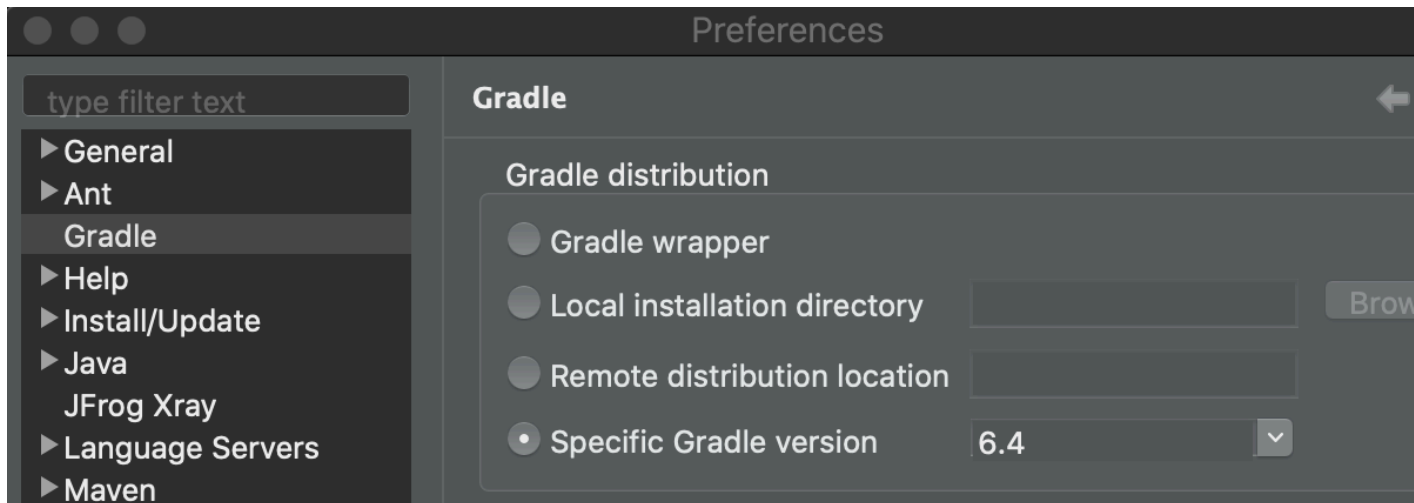 Preferences
type filter text
General
Ant
Gradle
Help
Install/Update
Java
JFrog Xray
Language Servers
Maven
Gradle
Gradle distribution
Gradle wrapper
Local installation directory
Brow
Remote distribution location
Specific Gradle version 6.4